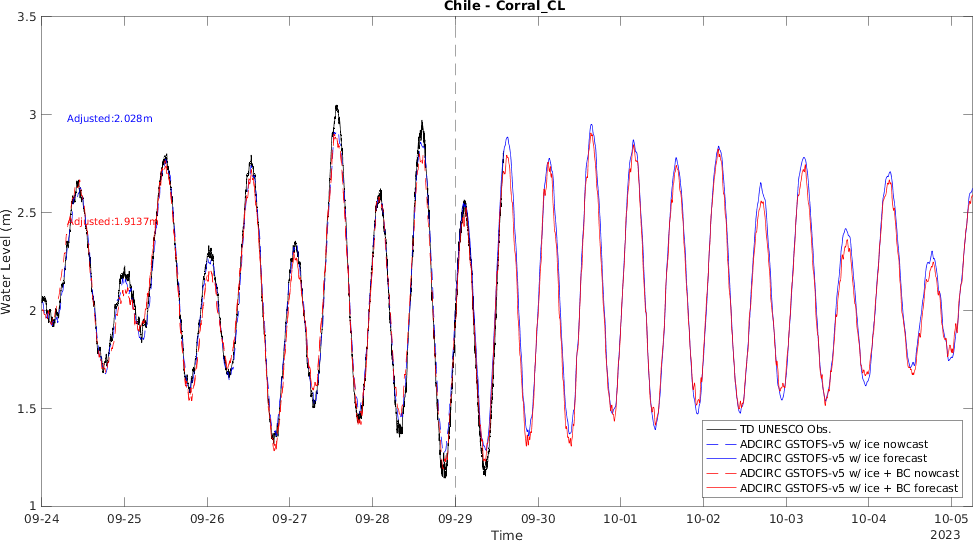 Chile - Corral_CL
3.5
3
2.5
2
1.5
1
Water Level (m)
Adjusted:2.028m
Adjusted:1.9137m
TD UNESCO Obs.
ADCIRC GSTOFS-v5 w/ ice nowcast
ADCIRC GSTOFS-v5 w/ ice forecast
ADCIRC GSTOFS-v5 w/ ice + BC nowcast
ADCIRC GSTOFS-v5 w/ ice + BC forecast
09-24 09-25 09-26 09-27 09-28 09-29 09-30 10-01 10-02 10-03 10-04 10-05
Time
2023